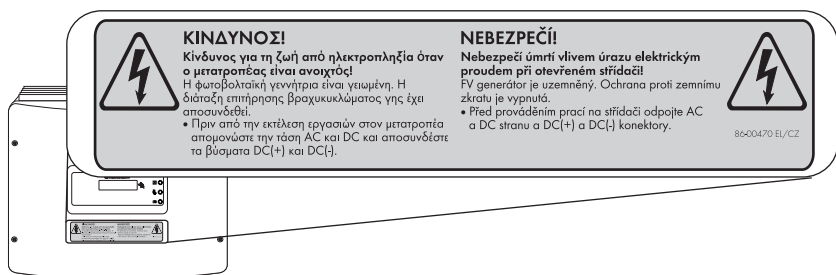 ΚΙΝΔΥΝΟΣ!
Κίνδυνος για τη ζωή από ηλεκτροπληξία όταν
ο μετατροπέας είναι ανοιχτός!
Η φωτοβολταϊκή γεννήτρια είναι γειωμένη. Η
διάταξη επιτήρησης βραχυκυκλώματος γης έχει
αποσυνδεθεί.
• Πριν από την εκτέλεση εργασιών στον μετατροπέα
απομονώστε την τάση AC και DC και αποσυνδέστε
τα βύσματα DC(+) και DC(-).
NEBEZPEČÍ!
Nebezpečí úmrtí vlivem úrazu elektrickým
proudem při otevřeném střídači!
FV generátor je uzemněný. Ochrana proti zemnímu
zkratu je vypnutá.
• Před prováděním prací na střídači odpojte AC
a DC stranu a DC(+) a DC(-) konektory.
86-00470 EL/CZ